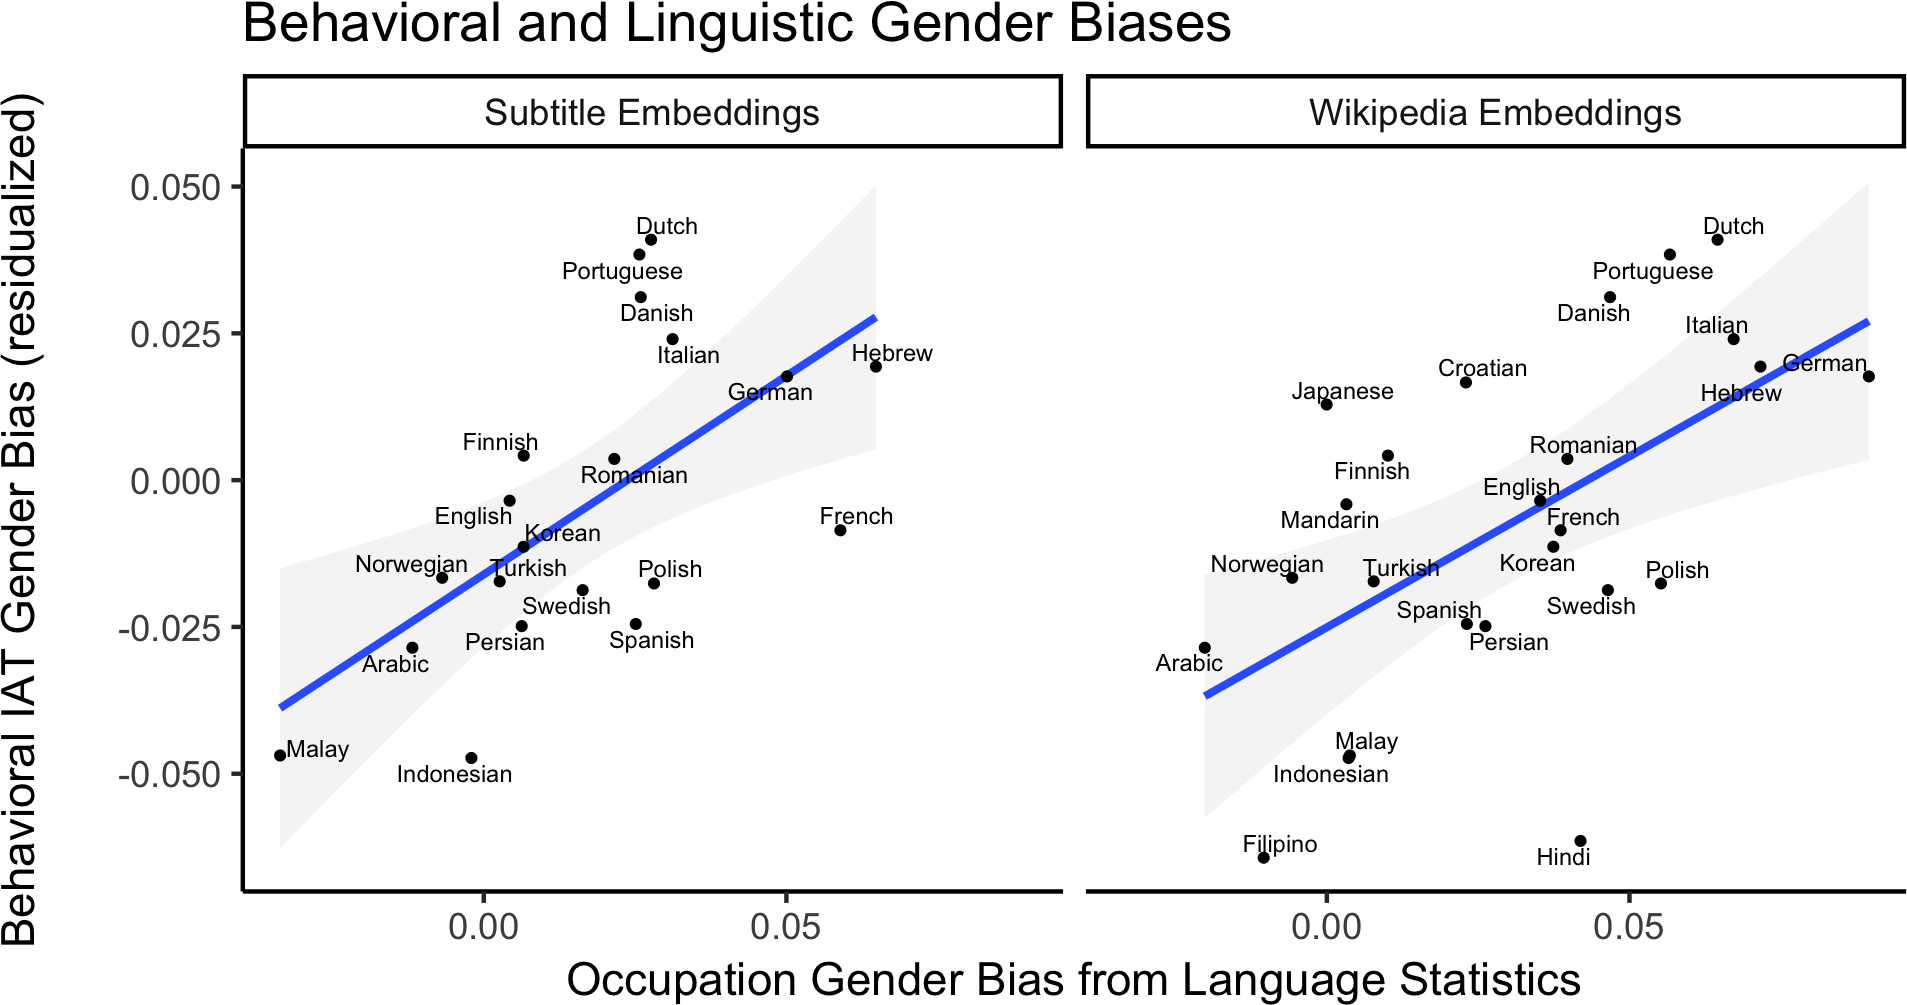 Behavioral and Linguistic Gender Biases
Behavioral IAT Gender Bias (residualized)
Subtitle Embeddings
0.050
0.025
0.000
-0.025
-0.050
Dutch
Portuguese
Danish
Italian
Hebrew
German
Finnish
Romanian
English
French
Korean
Norwegian
Turkish
Polish
Swedish
Persian
Spanish
Arabic
Malay
Indonesian
0.00
0.05
Wikipedia Embeddings
Dutch
Portuguese
Danish
Italian
German
Croatian
Japanese
Hebrew
Romanian
Finnish
English
Mandarin
French
Norwegian
Turkish
Korean
Polish
Spanish
Swedish
Persian
Arabic
Malay
Indonesian
Filipino
Hindi
0.00
0.05
Occupation Gender Bias from Language Statistics